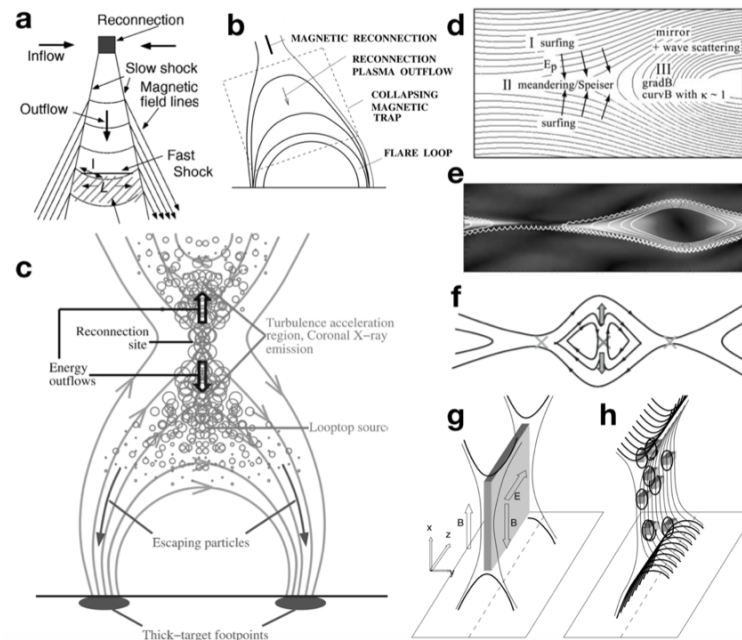 a
Reconnection
Inflow
Slow shock
Magnetic
field lines
Outflow
Fast
Shock
l
L
b
MAGNETIC RECONNECTION
RECONNECTION
PLASMA OUTFLOW
COLLAPSING
MAGNETIC
TRAP
FLARE LOOP
c
Turbulence acceleration
region, Coronal X-ray
emission
Reconnection
site
Energy
outflows
Looptop source
Escaping particles
Thick-target footpoints
d
I surfing
mirror
+ wave scattering
Ep
III
II meandering/Speiser
gradB
curvB with κ ~ 1
surfing
e
f
g
E
B
B
x
z
y
h